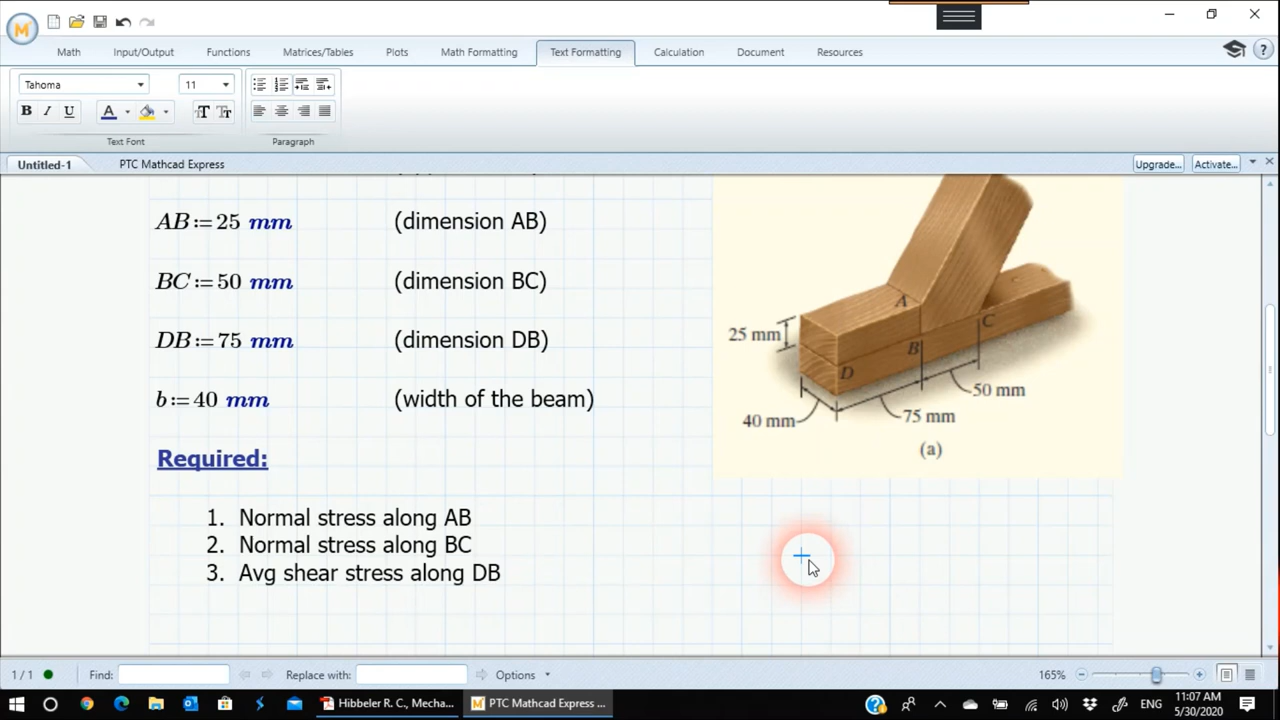 M
Math Input/Output Functions Matrices/Tables Plots Math Formatting Text Formatting Calculation Document Resources ?
Tahoma 11
B I U A
Text Font Paragraph
Untitled-1 PTC Mathcad Express Upgrade... Activate...
AB:=25 mm (dimension AB)
BC:=50 mm (dimension BC)
DB:=75 mm (dimension DB)
b:=40 mm (width of the beam)
A
C
25 mm
B
D
50 mm
75 mm
40 mm
(a)
Required:
1. Normal stress along AB
2. Normal stress along BC
3. Avg shear stress along DB
1 / 1 Find: Replace with: Options 165%
Hibbeler R. C., Mecha... PTC Mathcad Express ... ENG 11:07 AM
5/30/2020